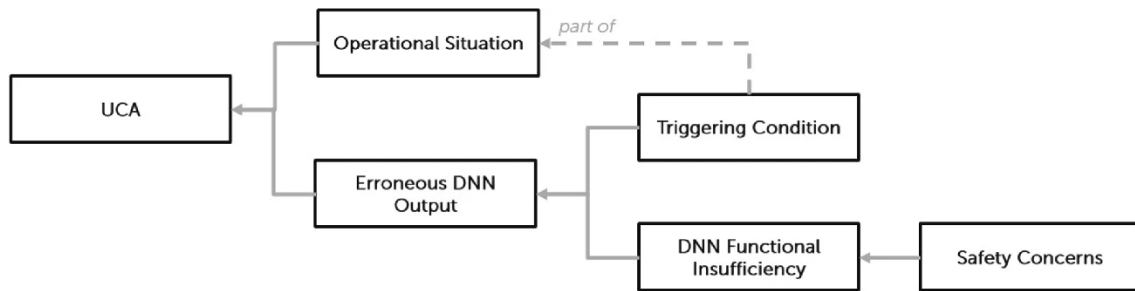 part of
Operational Situation
UCA
Triggering Condition
Erroneous DNN
Output
DNN Functional
Insufficiency
Safety Concerns